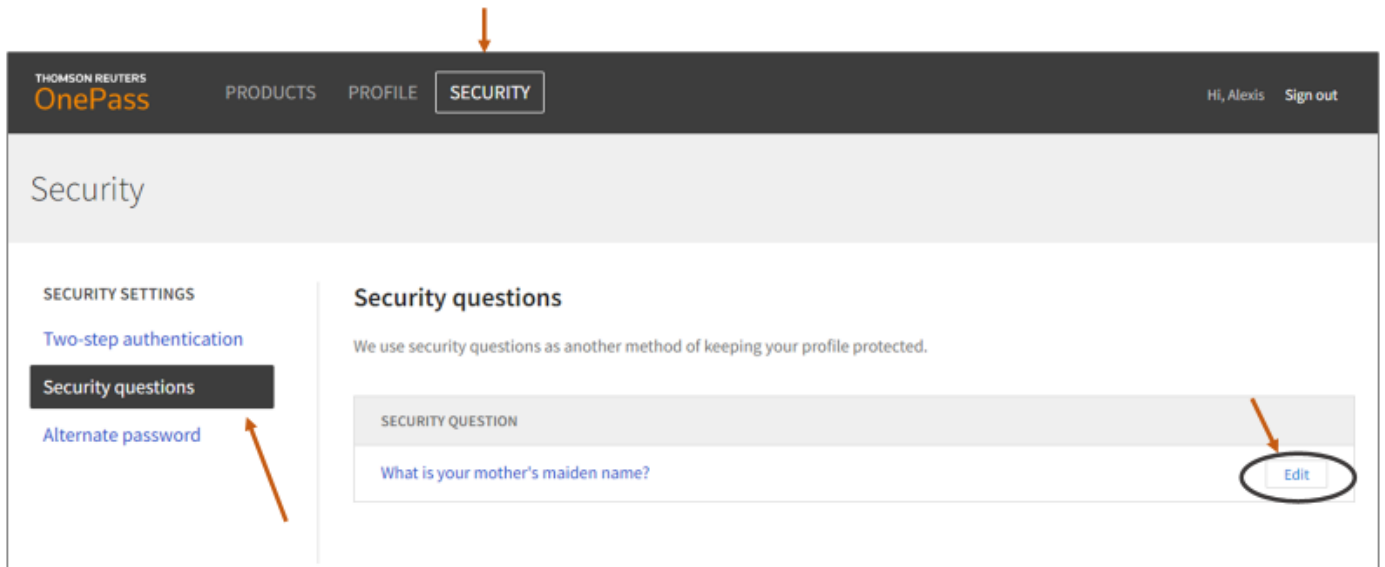 THOMSON REUTERS
OnePass
PRODUCTS PROFILE SECURITY
Hi, Alexis Sign out
Security
SECURITY SETTINGS
Two-step authentication
Security questions
Alternate password
Security questions
We use security questions as another method of keeping your profile protected.
SECURITY QUESTION
What is your mother's maiden name? Edit